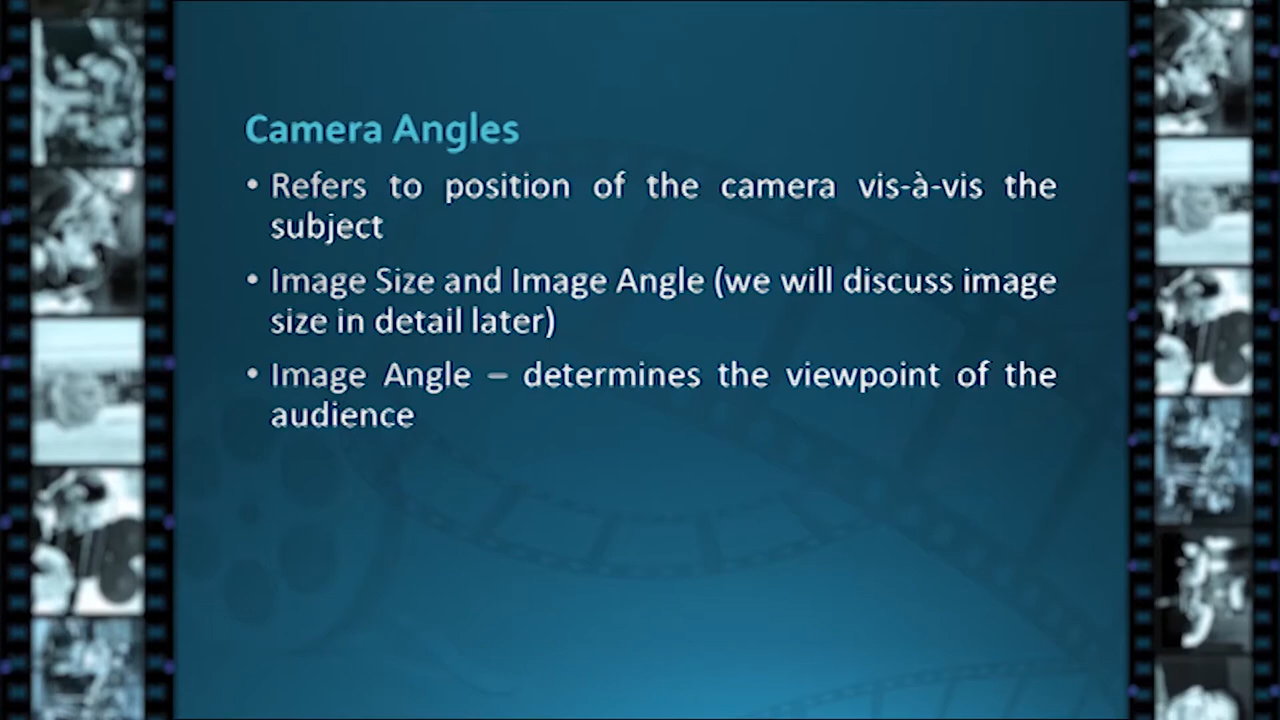 Camera Angles
• Refers to position of the camera vis-à-vis the
subject
• Image Size and Image Angle (we will discuss image
size in detail later)
• Image Angle – determines the viewpoint of the
audience